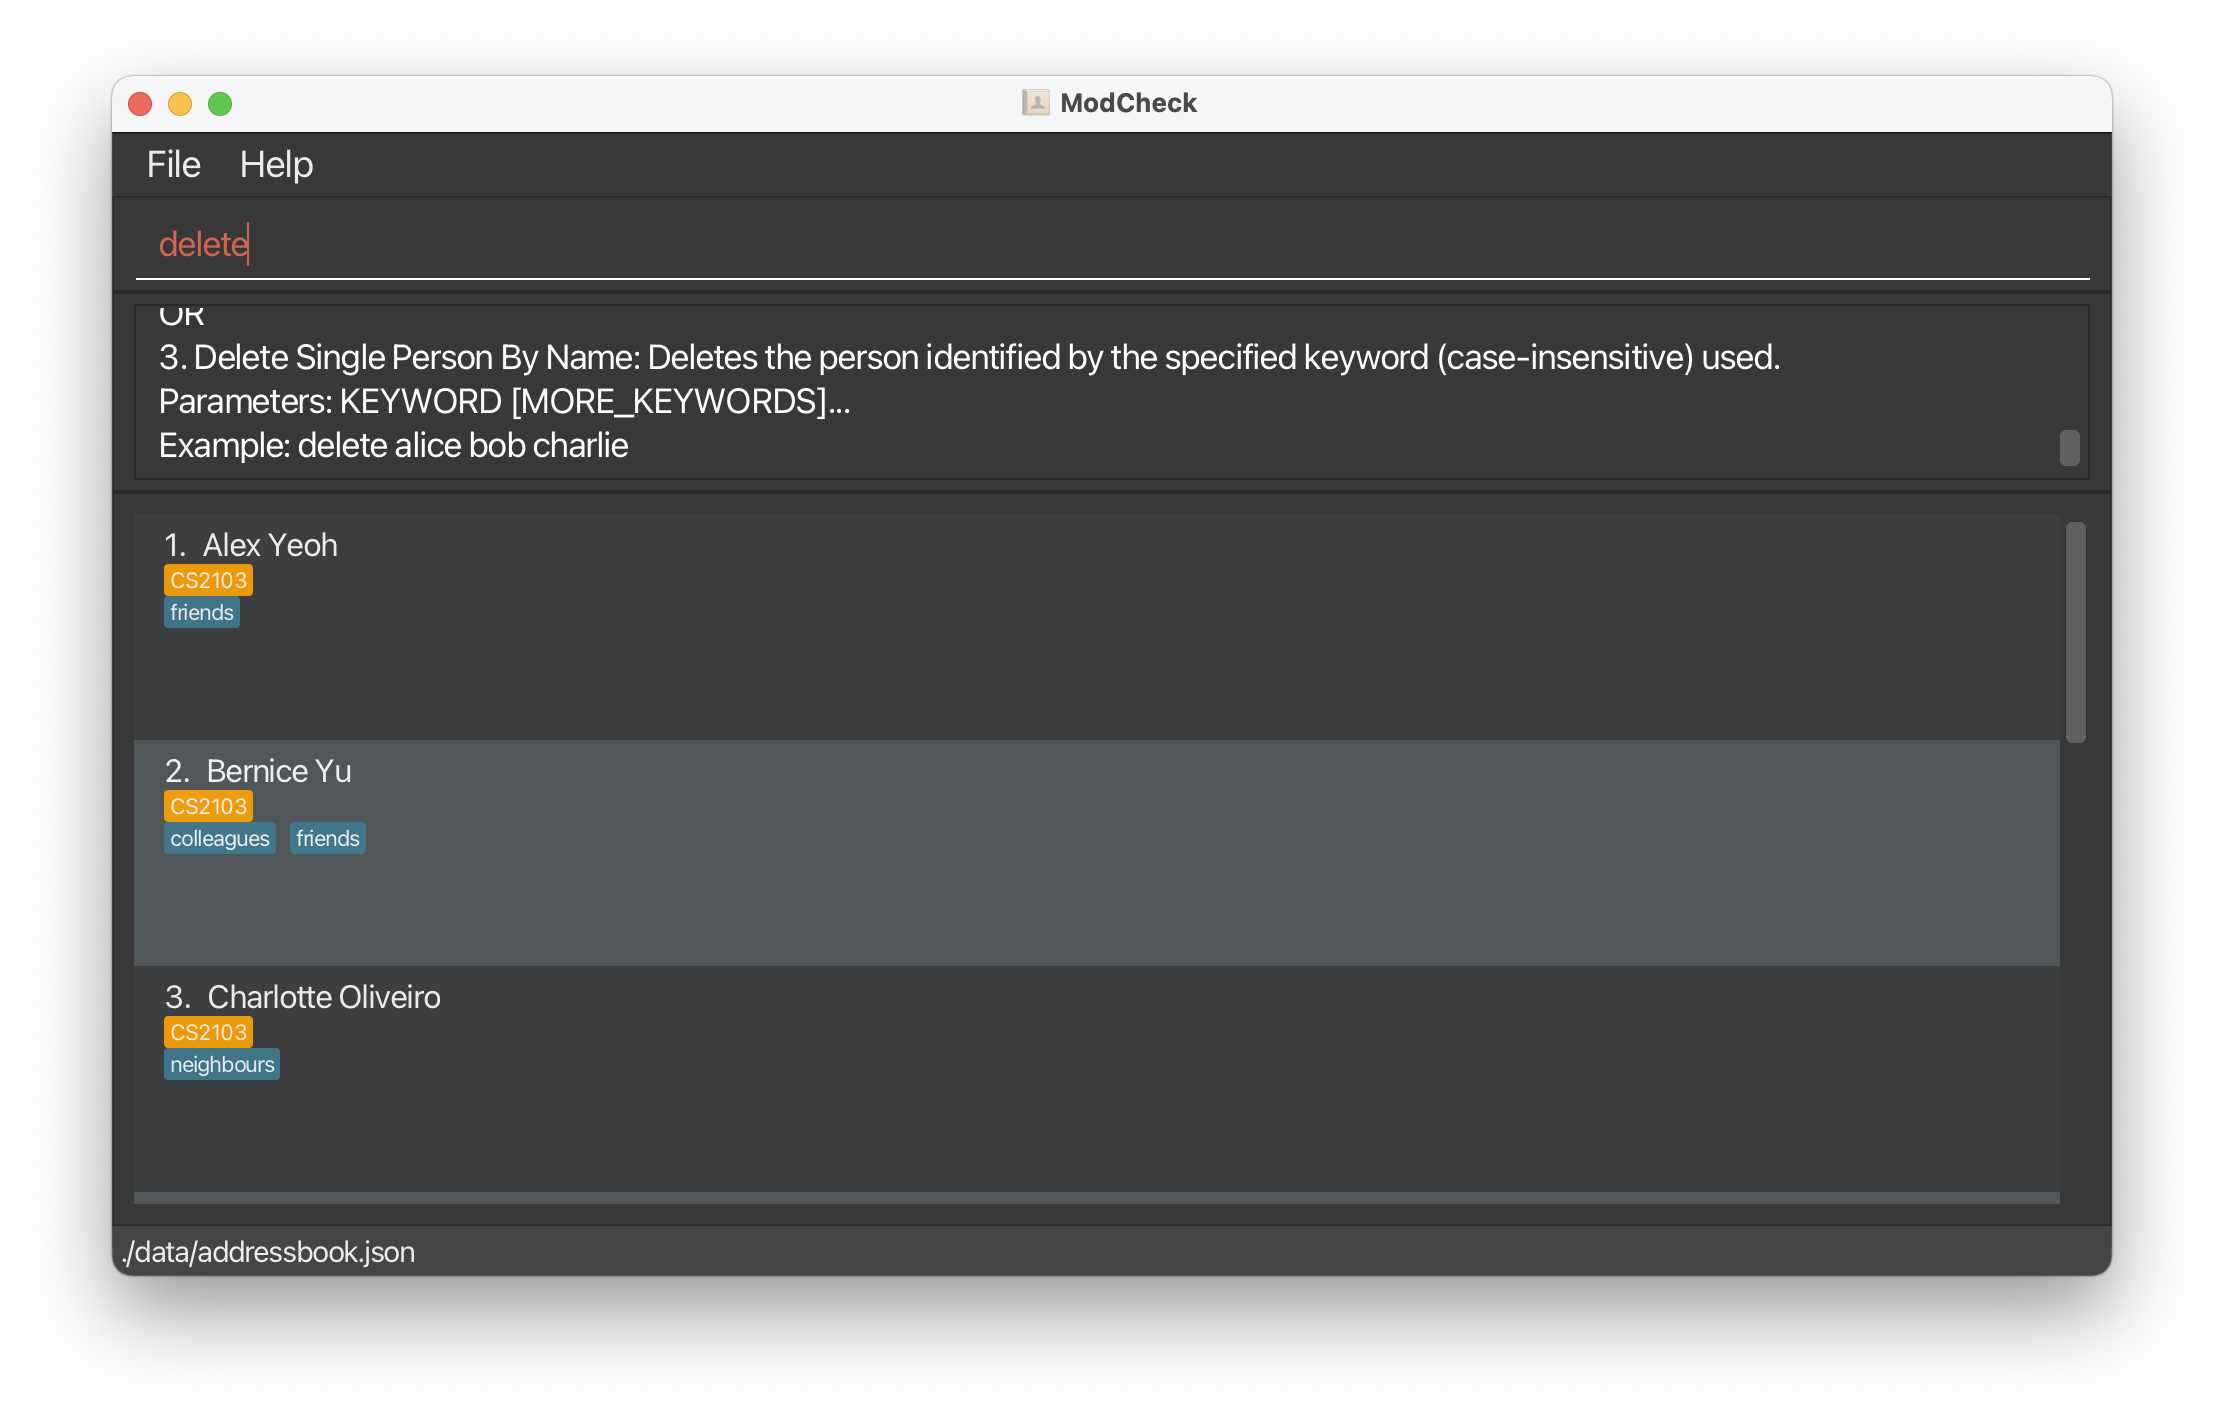 ModCheck
File Help
delete
OR
3. Delete Single Person By Name: Deletes the person identified by the specified keyword (case-insensitive) used.
Parameters: KEYWORD [MORE_KEYWORDS]...
Example: delete alice bob charlie
1. Alex Yeoh
CS2103
friends
2. Bernice Yu
CS2103
colleagues friends
3. Charlotte Oliveiro
CS2103
neighbours
./data/addressbook.json